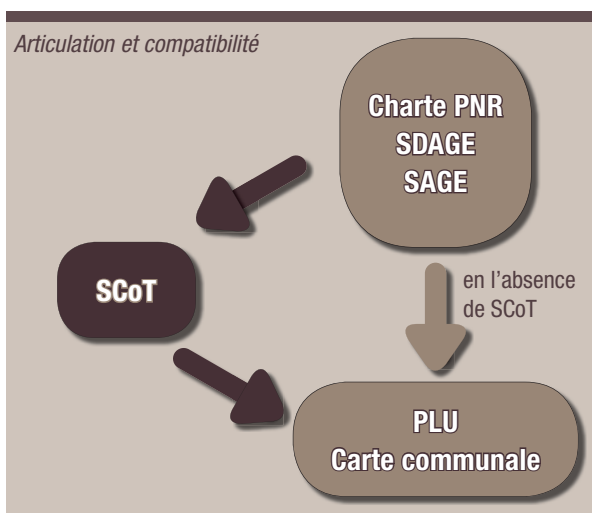 Articulation et compatibilité
Charte PNR
SDAGE
SAGE
SCoT
en l’absence
de SCoT
PLU
Carte communale